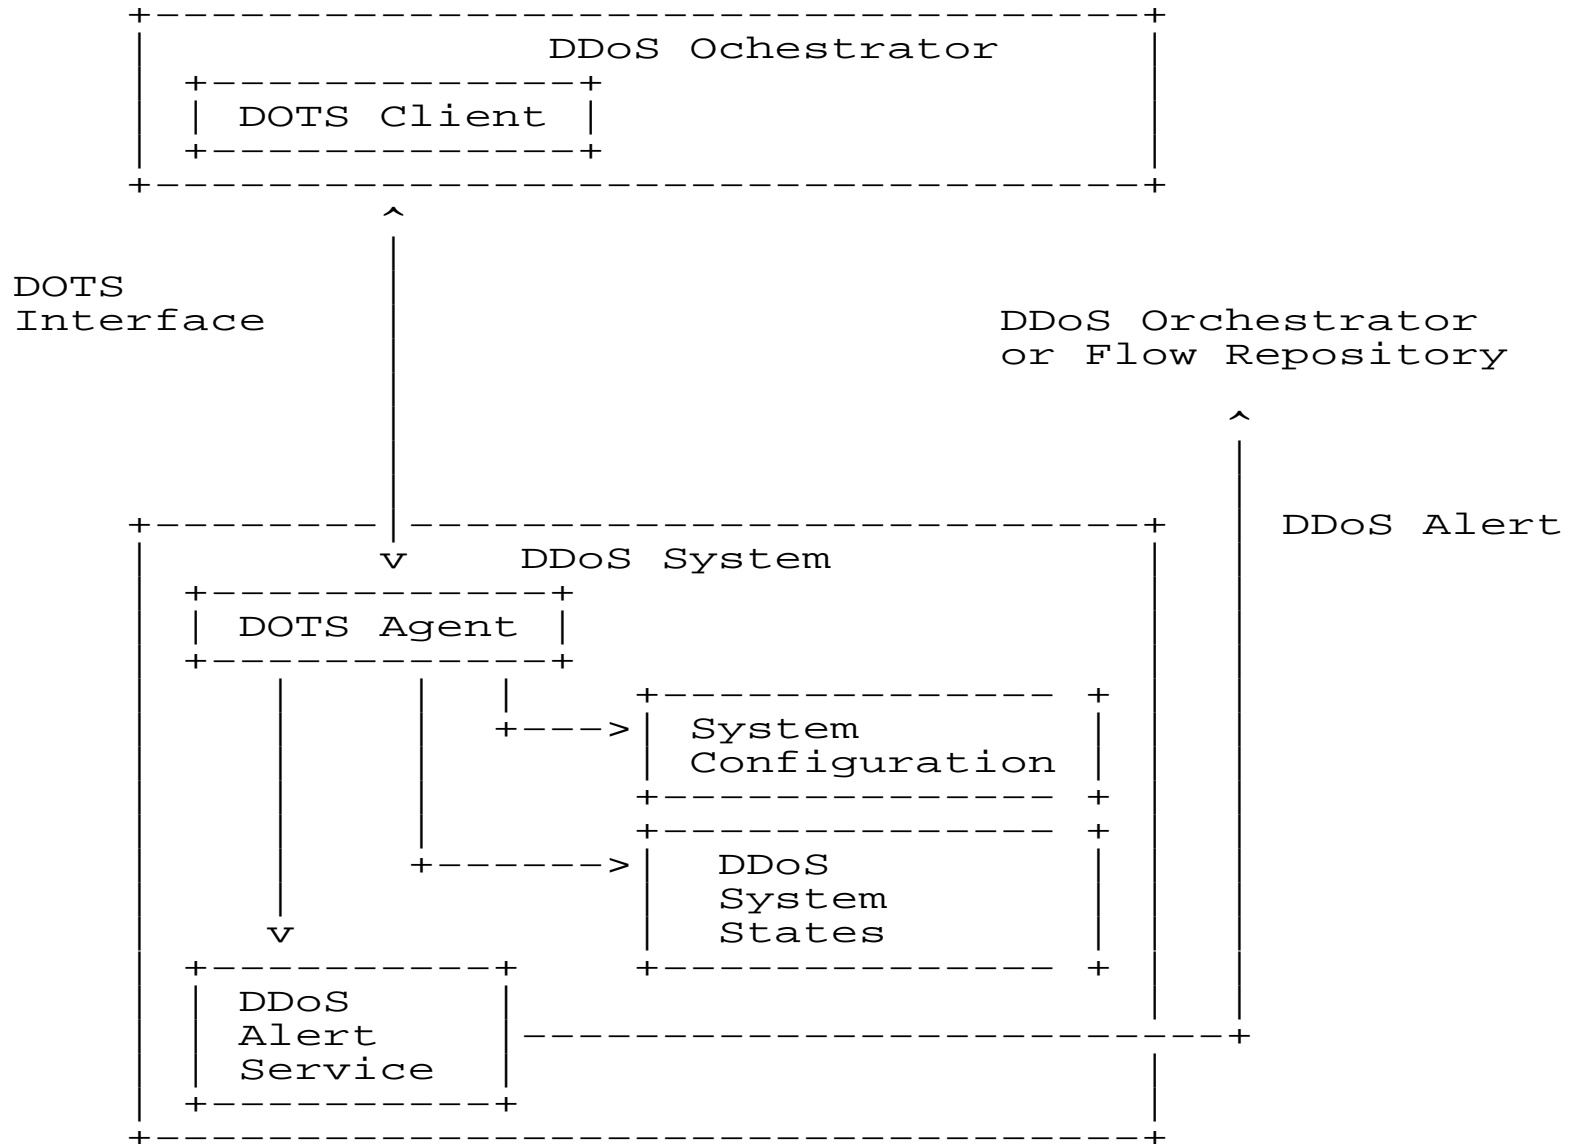 DDoS Ochestrator
DOTS Client
DOTS
Interface
DDoS Orchestrator
or Flow Repository
DDoS Alert
v DDoS System
DOTS Agent
System
Configuration
DDoS
System
States
v
DDoS
Alert
Service